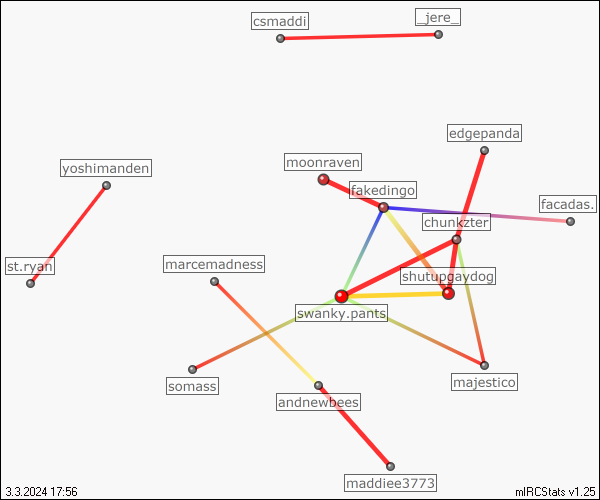 _jere_
csmaddi
edgepanda
moonraven
yoshimanden
fakedingo
facadas.
chunkzter
st.ryan
marcemadness
shutupgaydog
swanky.pants
somass
majestico
andnewbees
maddiee3773
3.3.2024 17:56
mIRCStats v1.25